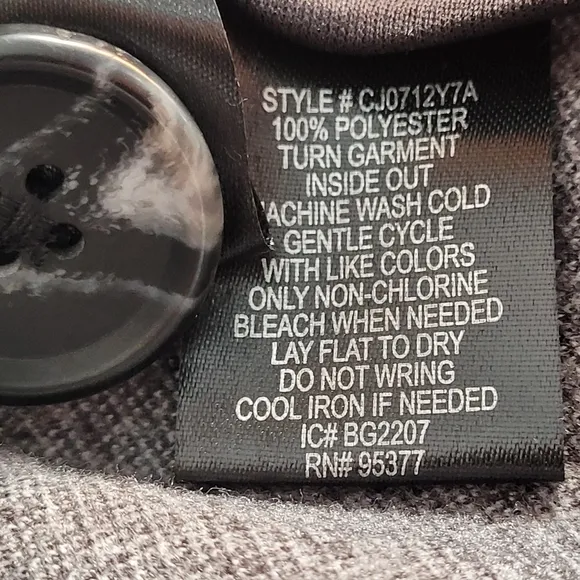 STYLE # CJ0712Y7A
100% POLYESTER
TURN GARMENT
INSIDE OUT
ACHINE WASH COLD
GENTLE CYCLE
WITH LIKE COLORS
ONLY NON-CHLORINE
BLEACH WHEN NEEDED
LAY FLAT TO DRY
DO NOT WRING
COOL IRON IF NEEDED
IC# BG2207
RN# 95377